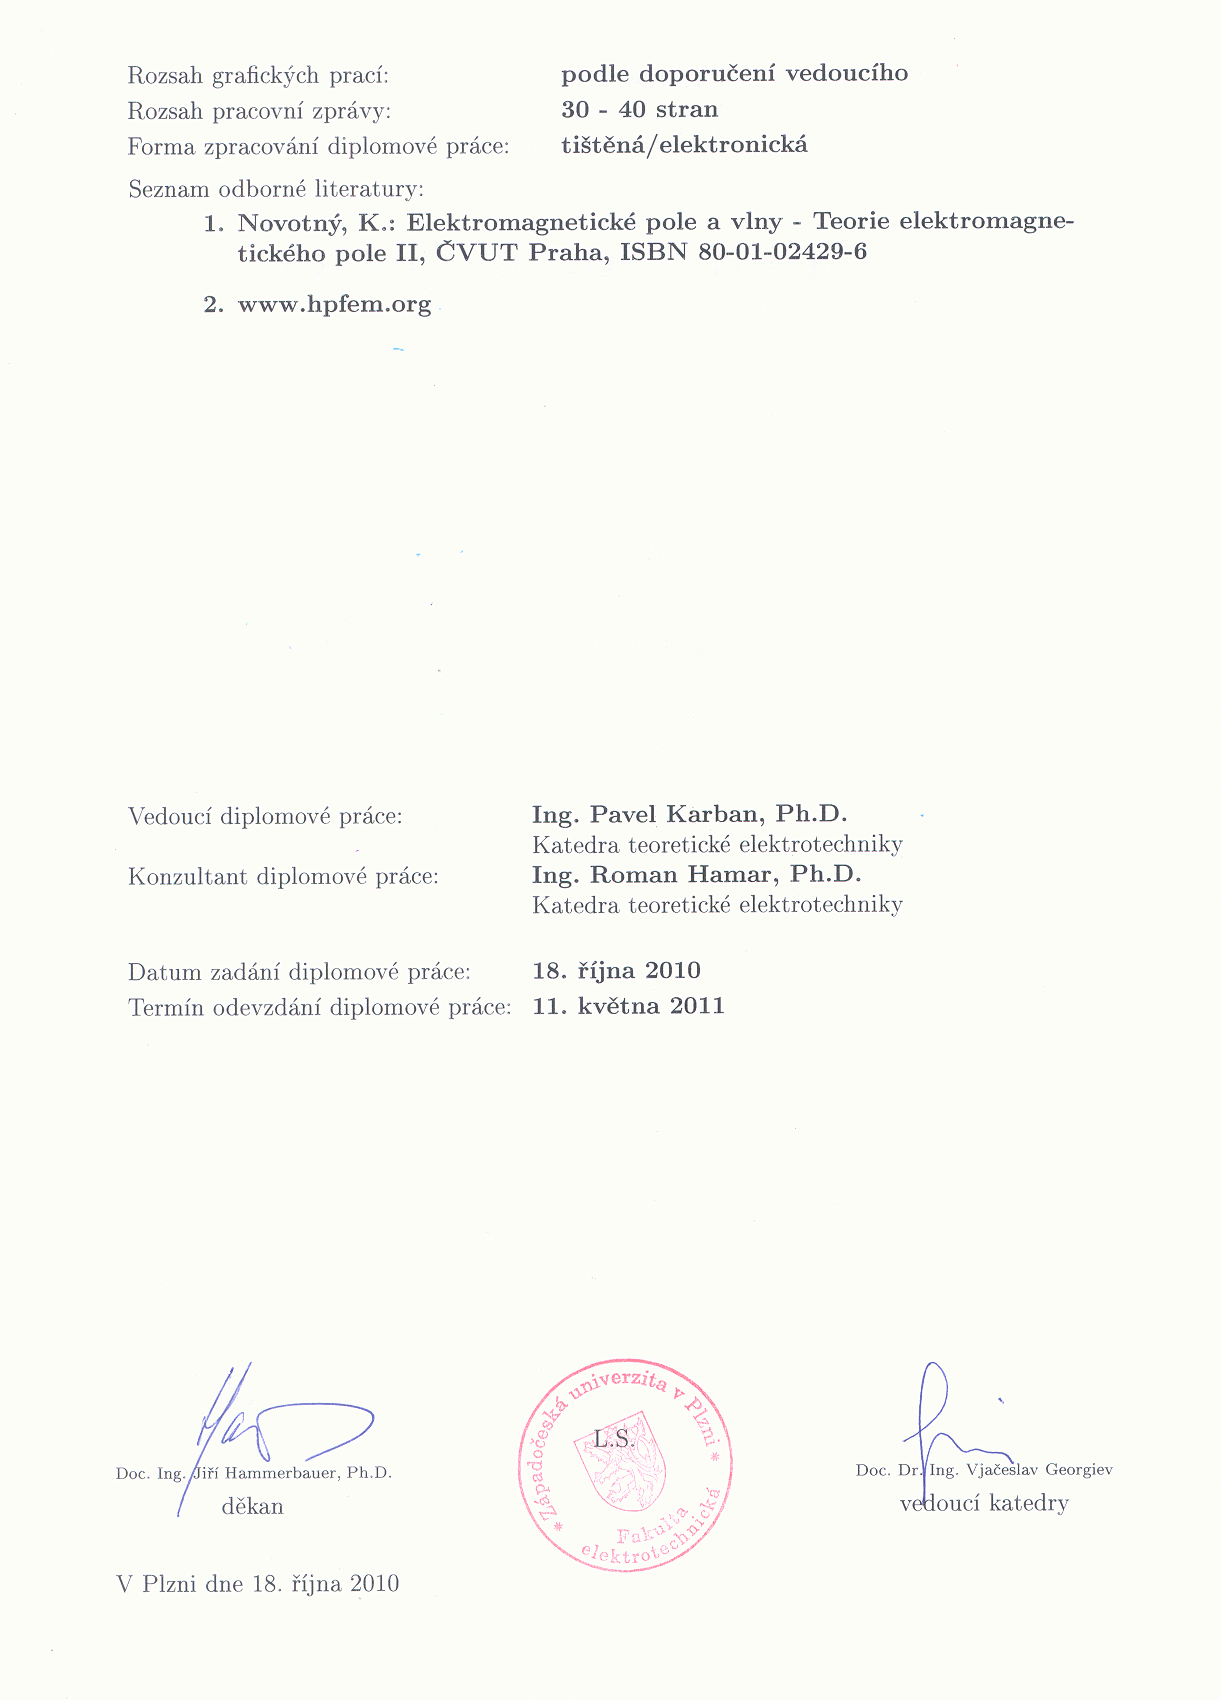 Rozsah grafických prací: podle doporučení vedoucího
Rozsah pracovní zprávy: 30 - 40 stran
Forma zpracování diplomové práce: tištěná/elektronická
Seznam odborné literatury:
1. Novotný, K.: Elektromagnetické pole a vlny - Teorie elektromagne-
tického pole II, ČVUT Praha, ISBN 80-01-02429-6
2. www.hpfem.org
Vedoucí diplomové práce: Ing. Pavel Karban, Ph.D.
Katedra teoretické elektrotechniky
Konzultant diplomové práce: Ing. Roman Hamar, Ph.D.
Katedra teoretické elektrotechniky
Datum zadání diplomové práce: 18. října 2010
Termín odevzdání diplomové práce: 11. května 2011
Západočeská univerzita v Plzni
L.S.
Fakulta
elektrotechnická
Doc. Ing. Jiří Hammerbauer, Ph.D.
děkan
Doc. Dr. Ing. Vjačeslav Georgiev
vedoucí katedry
V Plzni dne 18. října 2010